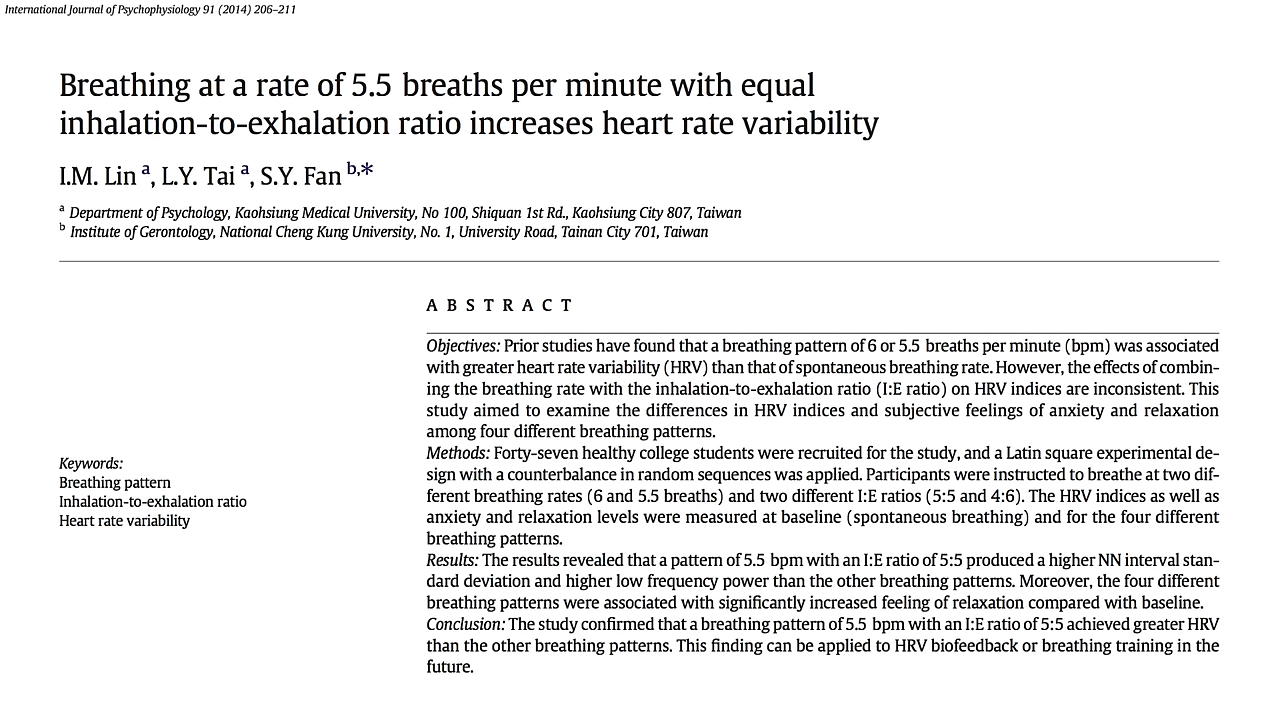 International Journal of Psychophysiology 91 (2014) 206–211
Breathing at a rate of 5.5 breaths per minute with equal
inhalation-to-exhalation ratio increases heart rate variability
I.M. Lin a, L.Y. Tai a, S.Y. Fan b,*
a Department of Psychology, Kaohsiung Medical University, No 100, Shiquan 1st Rd., Kaohsiung City 807, Taiwan
b Institute of Gerontology, National Cheng Kung University, No. 1, University Road, Tainan City 701, Taiwan
Keywords:
Breathing pattern
Inhalation-to-exhalation ratio
Heart rate variability
A B S T R A C T
Objectives: Prior studies have found that a breathing pattern of 6 or 5.5 breaths per minute (bpm) was associated
with greater heart rate variability (HRV) than that of spontaneous breathing rate. However, the effects of combin-
ing the breathing rate with the inhalation-to-exhalation ratio (I:E ratio) on HRV indices are inconsistent. This
study aimed to examine the differences in HRV indices and subjective feelings of anxiety and relaxation
among four different breathing patterns.
Methods: Forty-seven healthy college students were recruited for the study, and a Latin square experimental de-
sign with a counterbalance in random sequences was applied. Participants were instructed to breathe at two dif-
ferent breathing rates (6 and 5.5 breaths) and two different I:E ratios (5:5 and 4:6). The HRV indices as well as
anxiety and relaxation levels were measured at baseline (spontaneous breathing) and for the four different
breathing patterns.
Results: The results revealed that a pattern of 5.5 bpm with an I:E ratio of 5:5 produced a higher NN interval stan-
dard deviation and higher low frequency power than the other breathing patterns. Moreover, the four different
breathing patterns were associated with significantly increased feeling of relaxation compared with baseline.
Conclusion: The study confirmed that a breathing pattern of 5.5 bpm with an I:E ratio of 5:5 achieved greater HRV
than the other breathing patterns. This finding can be applied to HRV biofeedback or breathing training in the
future.